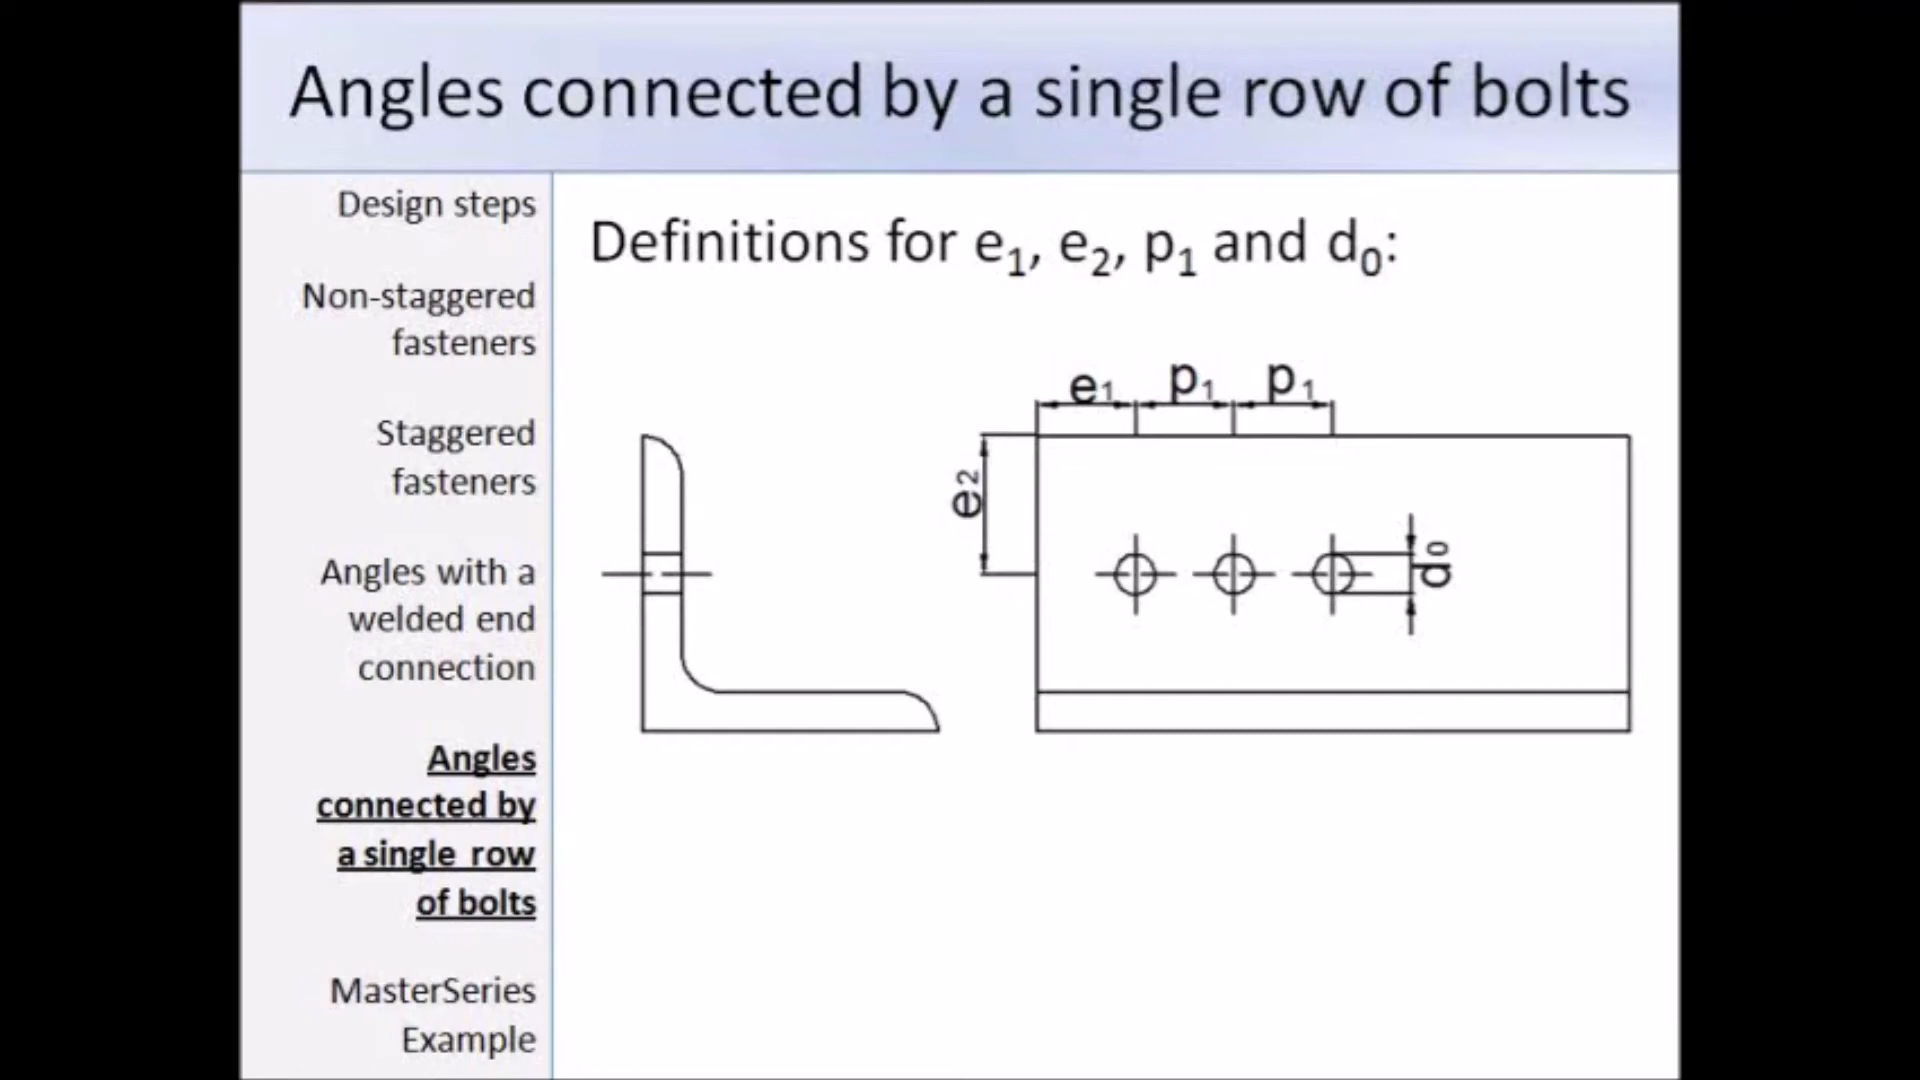 Angles connected by a single row of bolts
Design steps
Non-staggered
fasteners
Staggered
fasteners
Angles with a
welded end
connection
Angles
connected by
a single row
of bolts
MasterSeries
Example
Definitions for e₁, e₂, p₁ and d₀:
e₁ p₁ p₁
e₂
d₀